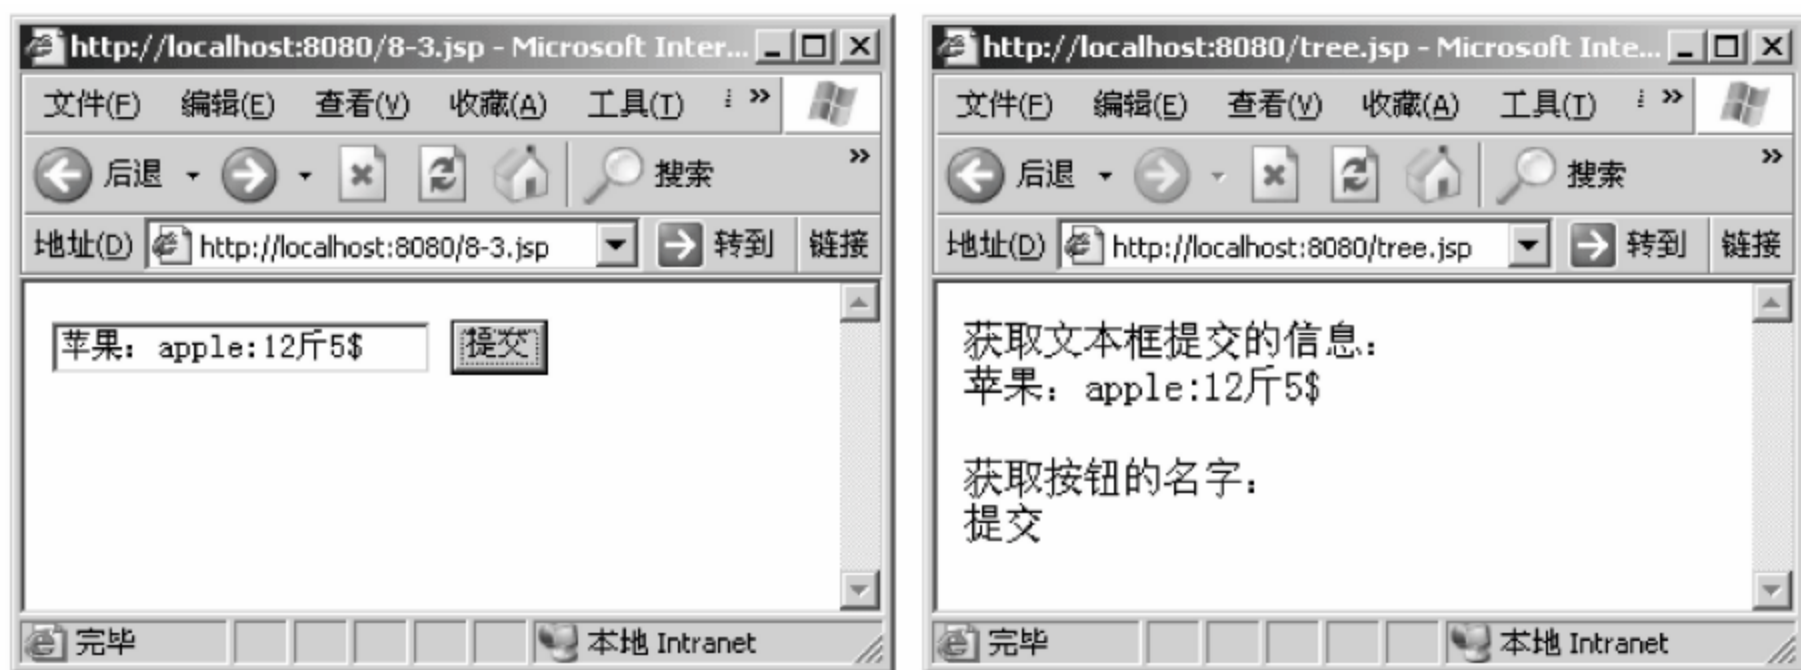 http://localhost:8080/8-3.jsp - Microsoft Inter...
文件(F) 编辑(E) 查看(V) 收藏(A) 工具(T) »
后退 搜索 »
地址(D) http://localhost:8080/8-3.jsp 转到 链接
苹果：apple:12斤5$ 提交
完毕 本地 Intranet
http://localhost:8080/tree.jsp - Microsoft Inte...
文件(F) 编辑(E) 查看(V) 收藏(A) 工具(T) »
后退 搜索 »
地址(D) http://localhost:8080/tree.jsp 转到 链接
获取文本框提交的信息：
苹果：apple:12斤5$
获取按钮的名字：
提交
完毕 本地 Intranet